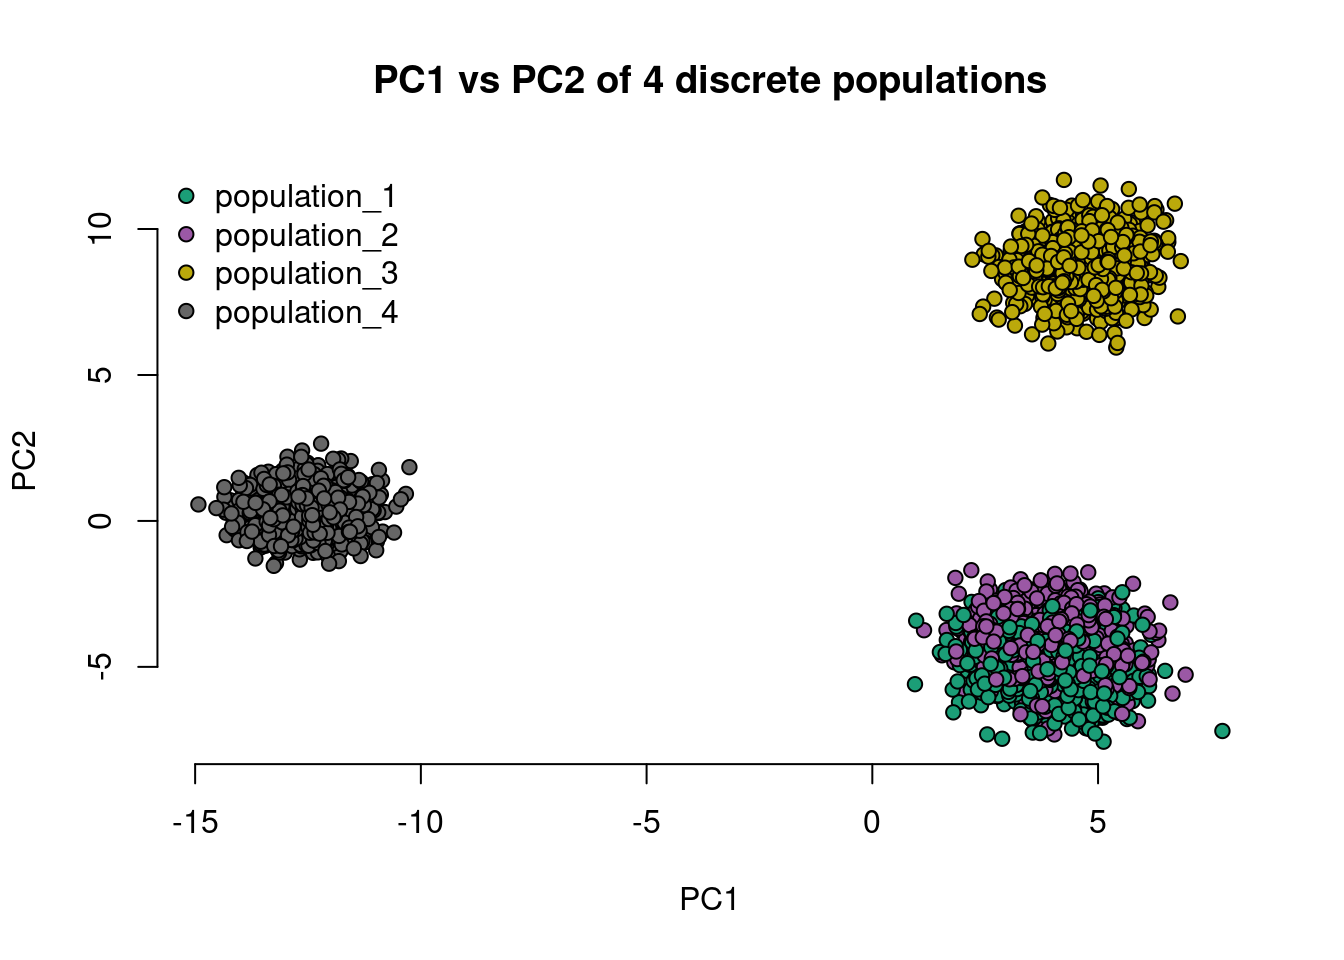 PC1 vs PC2 of 4 discrete populations
population_1
population_2
population_3
population_4
10
5
0
-5
PC2
-15 -10 -5 0 5
PC1